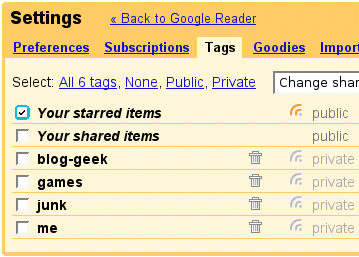 Settings « Back to Google Reader
Preferences Subscriptions Tags Goodies Import
Select: All 6 tags, None, Public, Private Change shar
Your starred items public
Your shared items public
blog-geek private
games private
junk private
me private